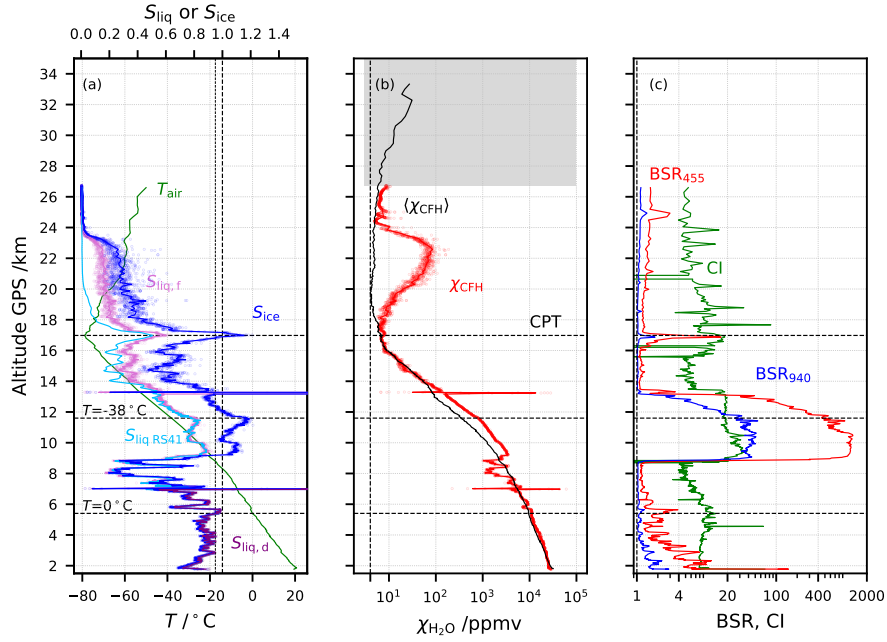 S_liq or S_ice
0.0 0.2 0.4 0.6 0.8 1.0 1.2 1.4
Altitude GPS /km
34
32
30
28
26
24
22
20
18
16
14
12
10
8
6
4
2
(a)
T_air
S_liq, f
S_ice
T=-38°C
S_liq RS41
T=0°C
S_liq, d
−80 −60 −40 −20 0 20
T /°C
(b)
⟨χ_CFH⟩
χ_CFH
CPT
10^1 10^2 10^3 10^4 10^5
χ_H2O /ppmv
(c)
BSR_455
CI
BSR_940
1 4 20 100 400 2000
BSR, CI